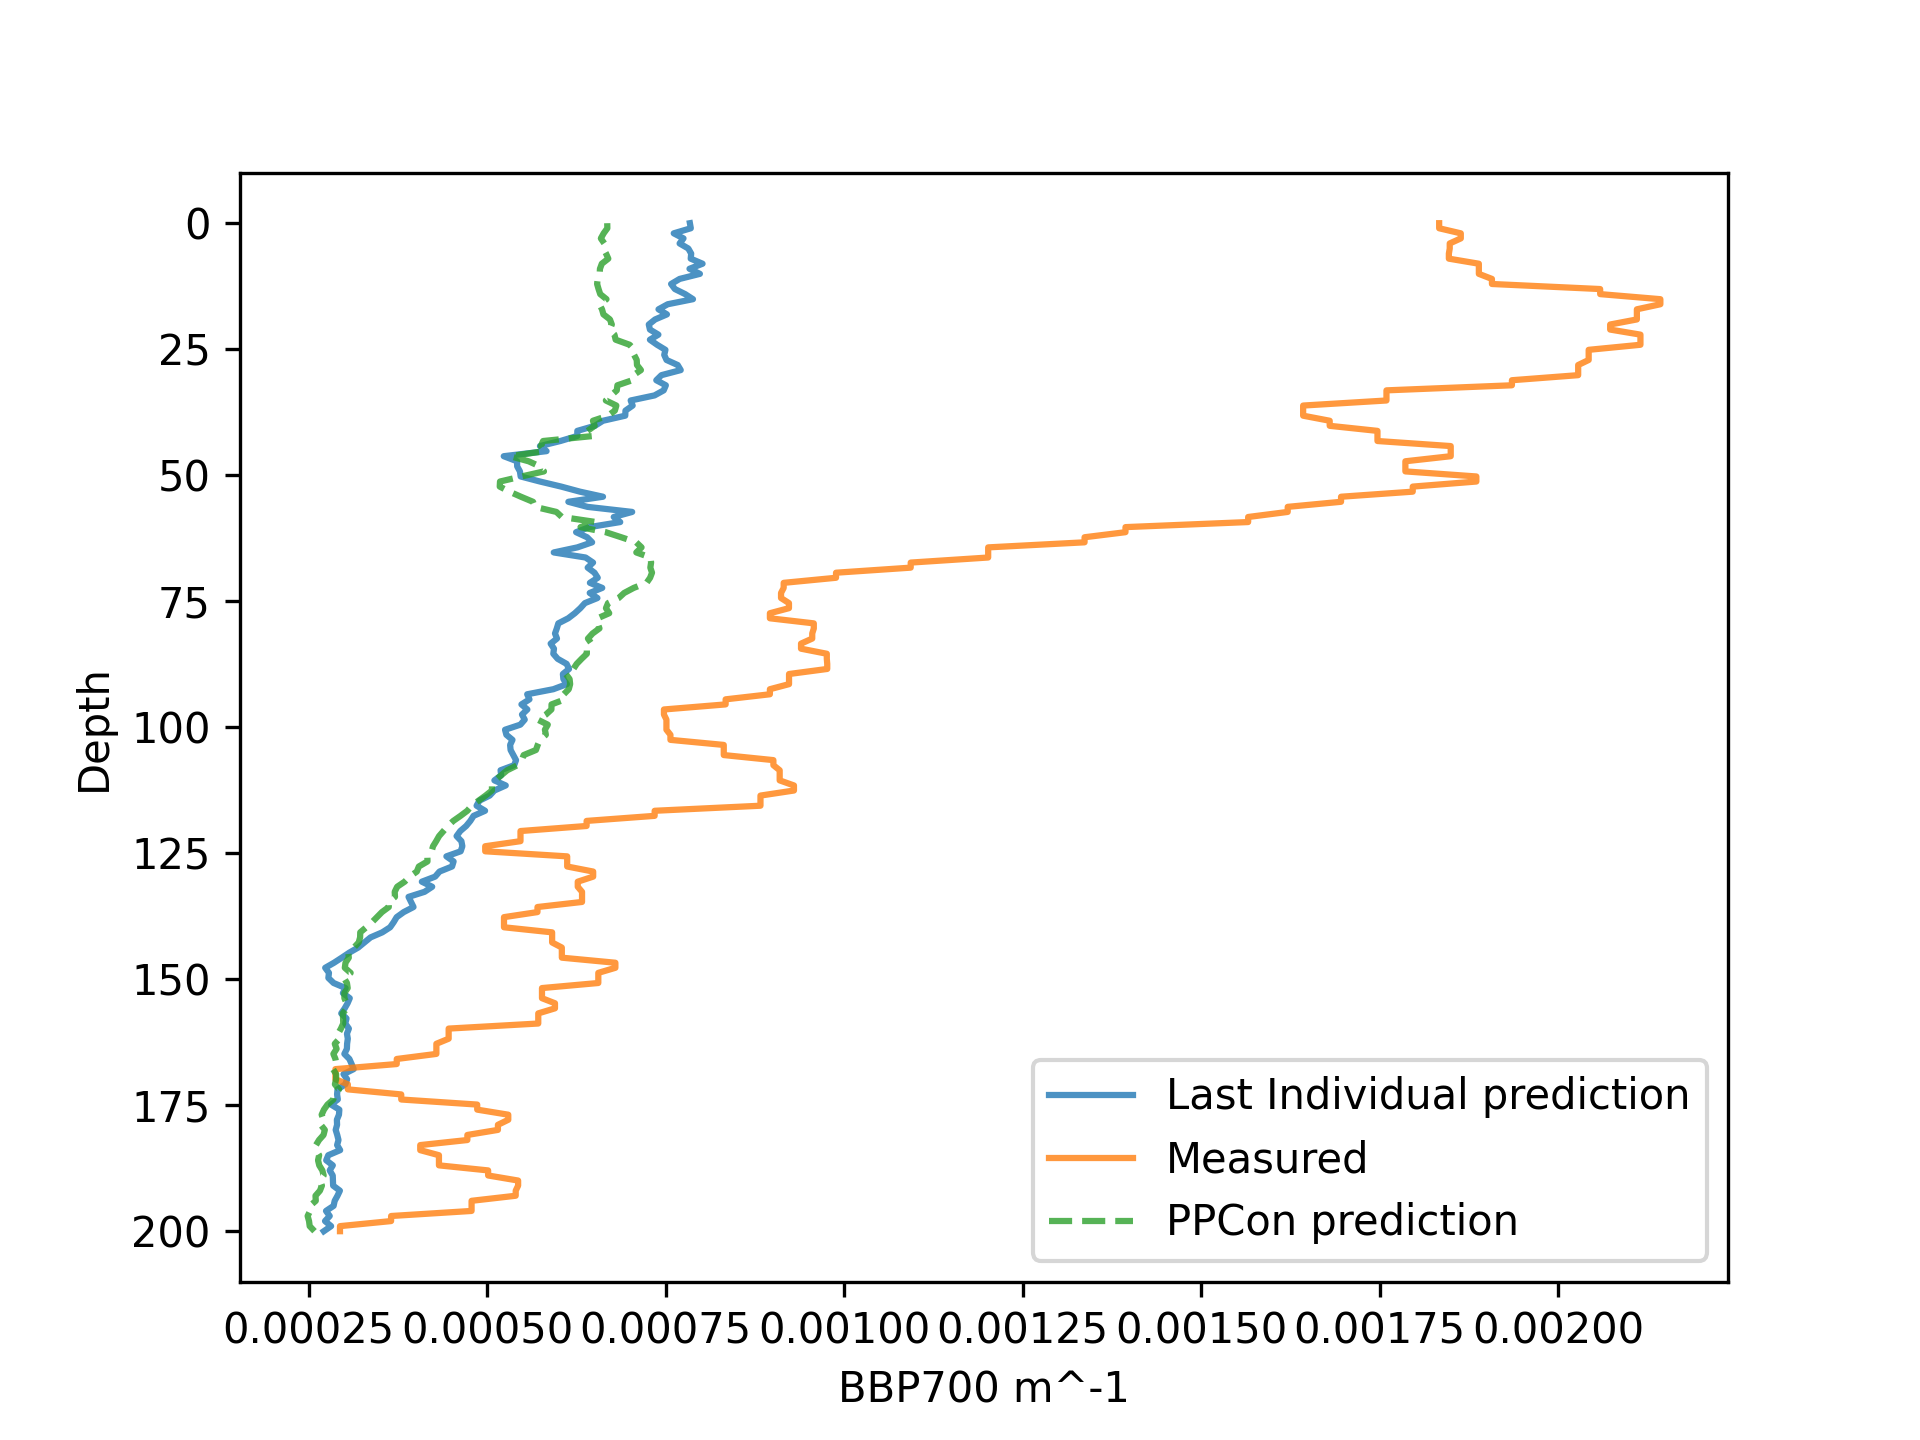 0
25
50
75
100
125
150
175
200
Depth
0.00025 0.00050 0.00075 0.00100 0.00125 0.00150 0.00175 0.00200
BBP700 m^-1
Last Individual prediction
Measured
PPCon prediction